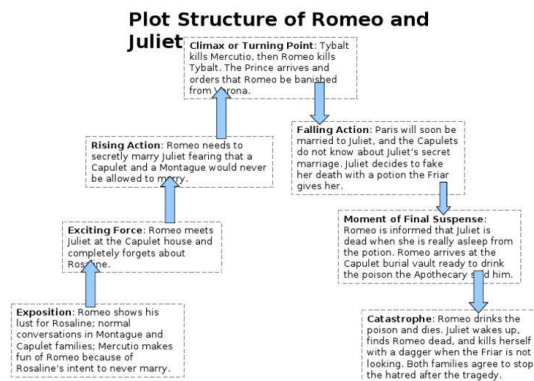 Plot Structure of Romeo and
Juliet
Climax or Turning Point: Tybalt
kills Mercutio, then Romeo kills
Tybalt. The Prince arrives and
orders that Romeo be banished
from Verona.
Falling Action: Paris will soon be
married to Juliet, and the Capulets
do not know about Juliet's secret
marriage. Juliet decides to fake
her death with a potion the Friar
gives her.
Rising Action: Romeo needs to
secretly marry Juliet fearing that a
Capulet and a Montague would never
be allowed to marry.
Moment of Final Suspense:
Romeo is informed that Juliet is
dead when she is really asleep from
the potion. Romeo arrives at the
Capulet burial vault ready to drink
the poison the Apothecary sold him.
Exciting Force: Romeo meets
Juliet at the Capulet house and
completely forgets about
Rosaline.
Exposition: Romeo shows his
lust for Rosaline; normal
conversations in Montague and
Capulet families; Mercutio makes
fun of Romeo because of
Rosaline's intent to never marry.
Catastrophe: Romeo drinks the
poison and dies. Juliet wakes up,
finds Romeo dead, and kills herself
with a dagger when the Friar is not
looking. Both families agree to stop
the hatred after the tragedy.